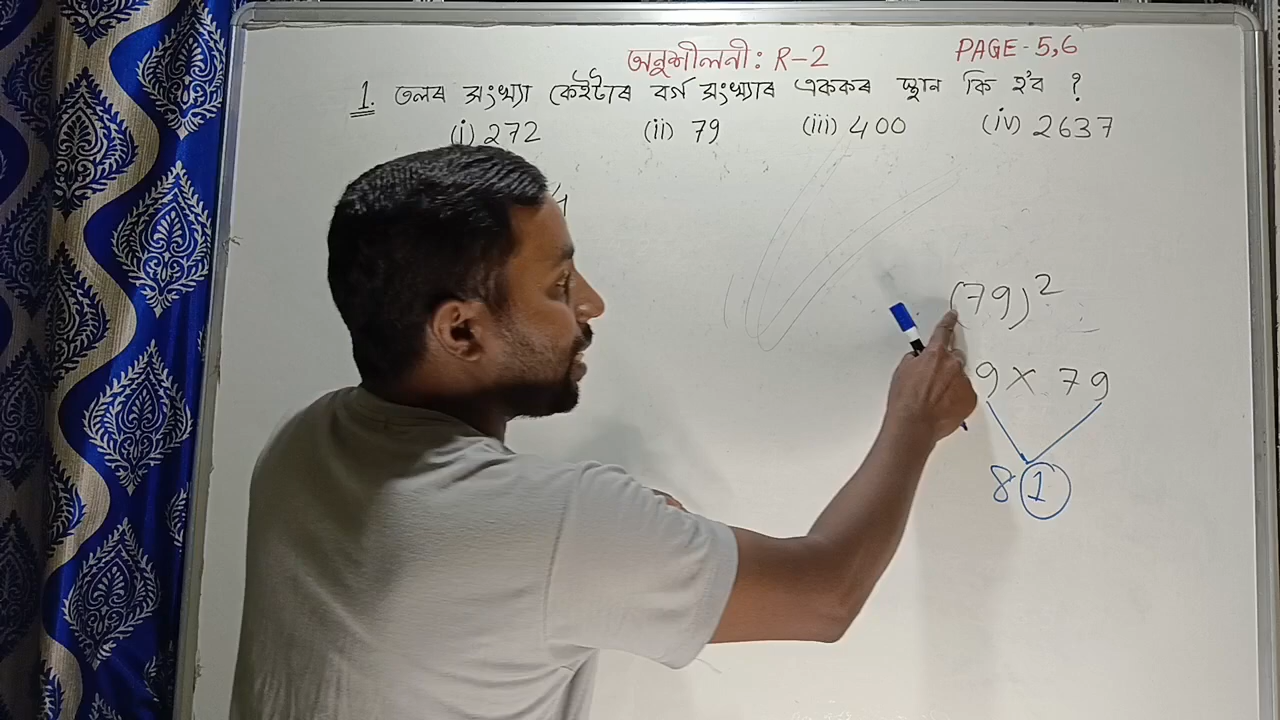 অনুশীলনী: R-2 PAGE-5,6
1. তলৰ সংখ্যা কেইটাৰ বৰ্গ সংখ্যাৰ এককৰ স্থান কি হ'ব ?
(i) 272 (ii) 79 (iii) 400 (iv) 2637
4
(79)²
9 × 79
81